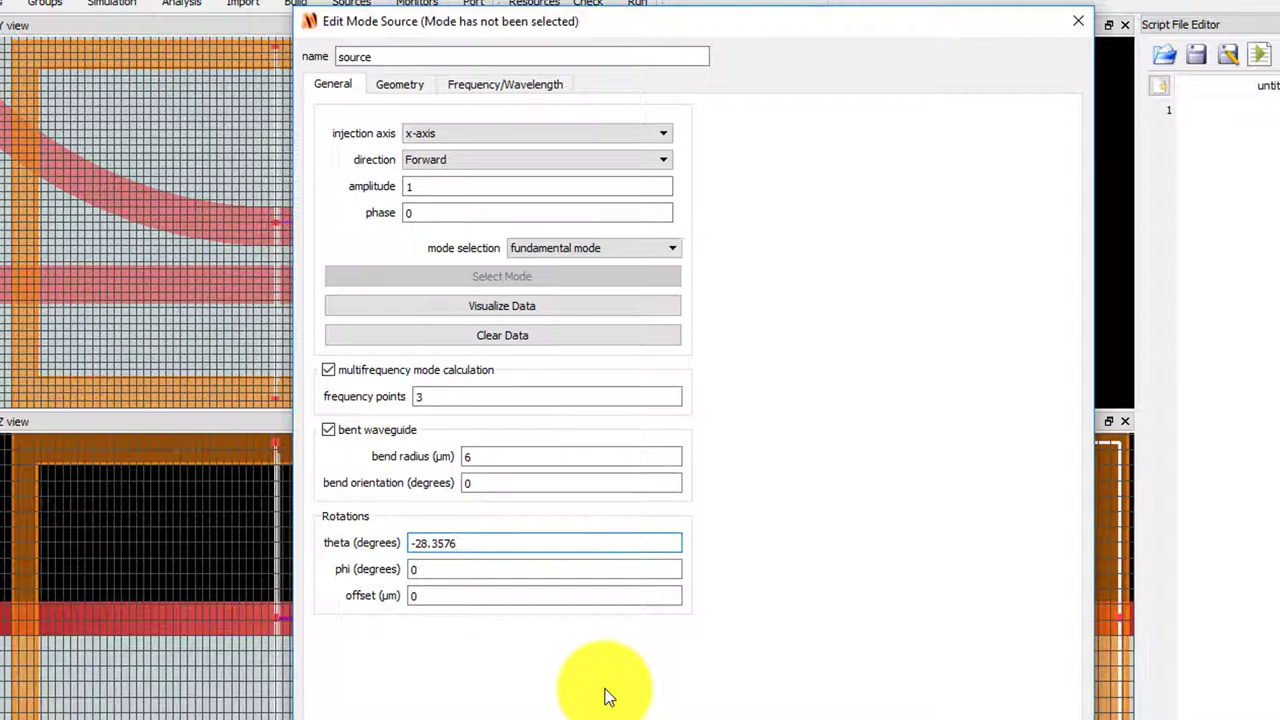 Groups Simulation Analysis Import Build Sources Monitors Port Resources Check Run
Edit Mode Source (Mode has not been selected)
Y view
Script File Editor
name source
General Geometry Frequency/Wavelength
untit
1
injection axis x-axis
direction Forward
amplitude 1
phase 0
mode selection fundamental mode
Select Mode
Visualize Data
Clear Data
multifrequency mode calculation
frequency points 3
Z view
bent waveguide
bend radius (µm) 6
bend orientation (degrees) 0
Rotations
theta (degrees) -28.3576
phi (degrees) 0
offset (µm) 0